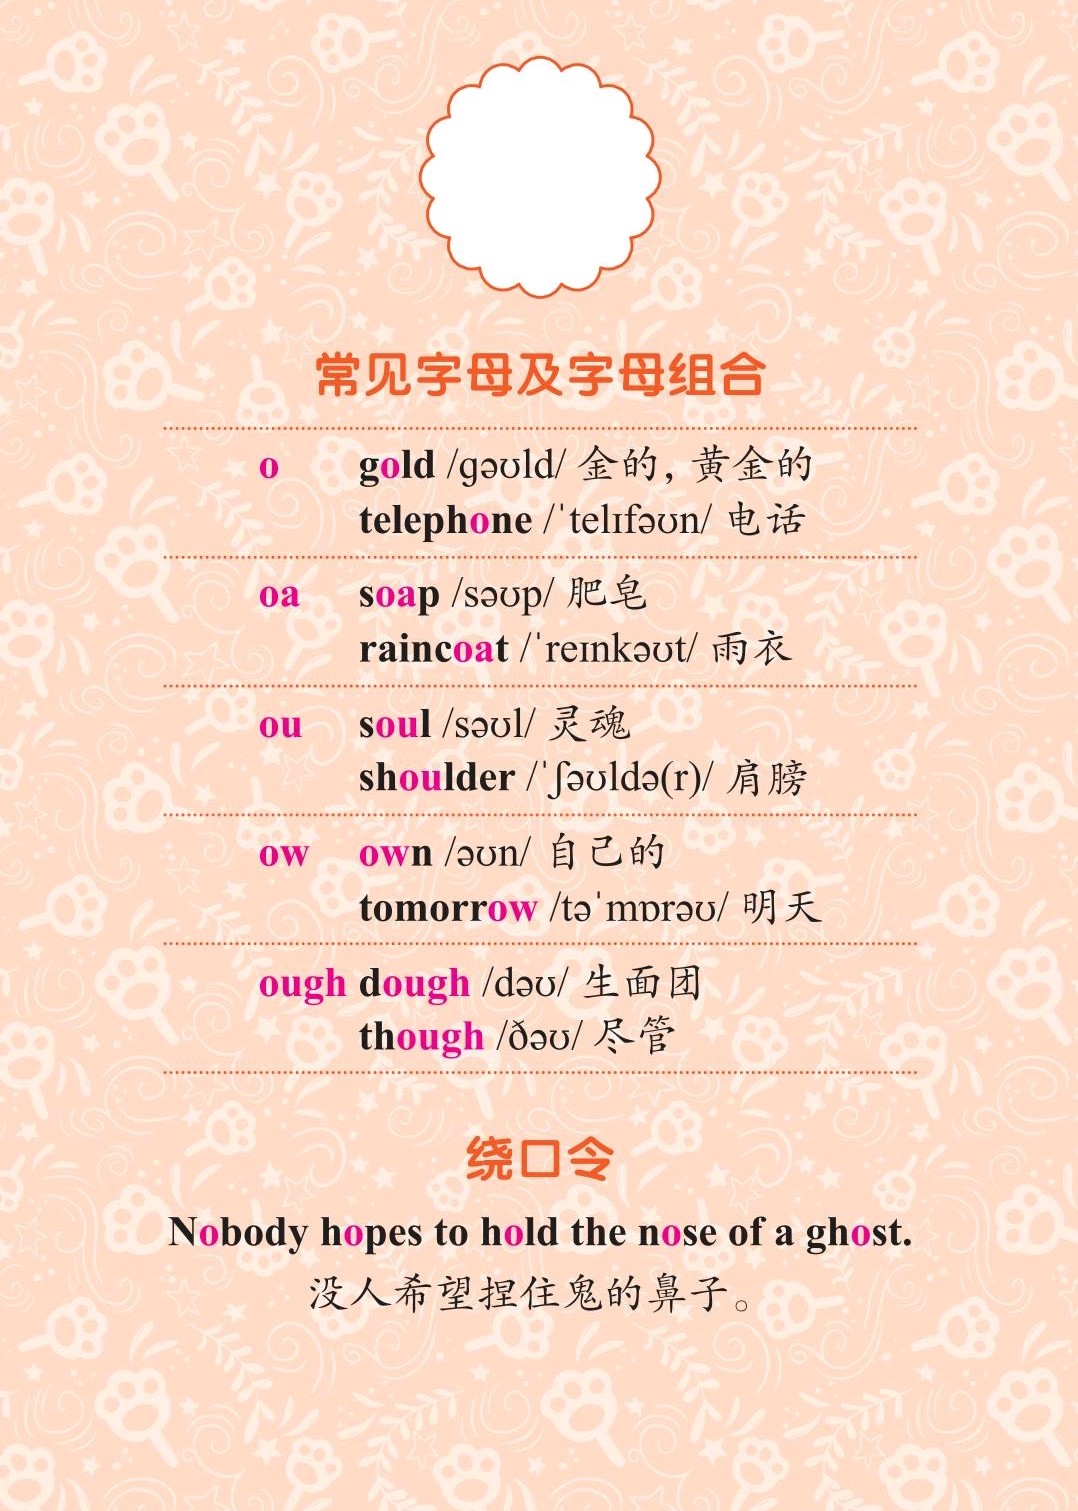 常见字母及字母组合
o gold /ɡəʊld/ 金的, 黄金的
telephone /ˈtelɪfəʊn/ 电话
oa soap /səʊp/ 肥皂
raincoat /ˈreɪnkəʊt/ 雨衣
ou soul /səʊl/ 灵魂
shoulder /ˈʃəʊldə(r)/ 肩膀
ow own /əʊn/ 自己的
tomorrow /təˈmɒrəʊ/ 明天
ough dough /dəʊ/ 生面团
though /ðəʊ/ 尽管
绕口令
Nobody hopes to hold the nose of a ghost.
没人希望捏住鬼的鼻子。